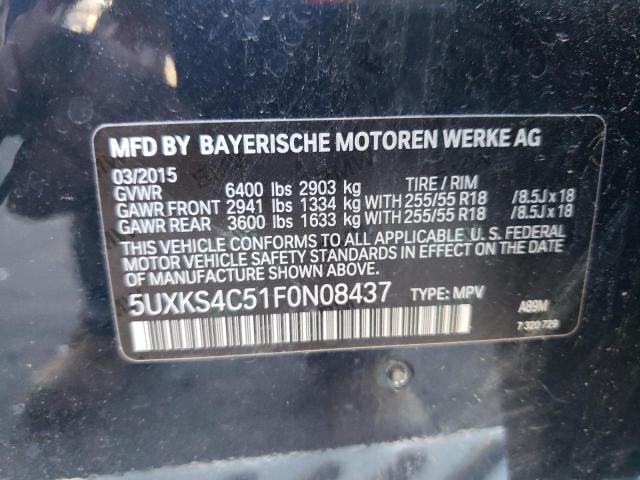 MFD BY BAYERISCHE MOTOREN WERKE AG
03/2015
GVWR 6400 lbs 2903 kg TIRE / RIM
GAWR FRONT 2941 lbs 1334 kg WITH 255/55 R18 /8.5J x 18
GAWR REAR 3600 lbs 1633 kg WITH 255/55 R18 /8.5J x 18
THIS VEHICLE CONFORMS TO ALL APPLICABLE U. S. FEDERAL
MOTOR VEHICLE SAFETY STANDARDS IN EFFECT ON THE DATE
OF MANUFACTURE SHOWN ABOVE.
5UXKS4C51F0N08437 TYPE: MPV A89M
7 320 729